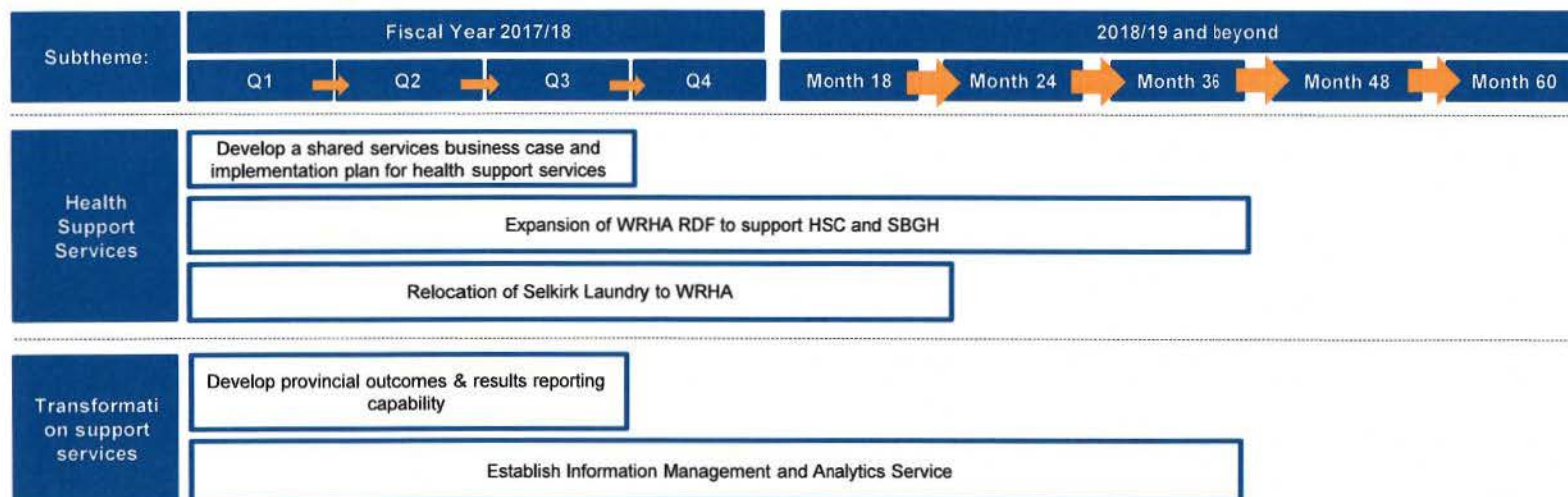 Subtheme:
Fiscal Year 2017/18
2018/19 and beyond
Q1
Q2
Q3
Q4
Month 18
Month 24
Month 36
Month 48
Month 60
Health
Support
Services
Develop a shared services business case and
implementation plan for health support services
Expansion of WRHA RDF to support HSC and SBGH
Relocation of Selkirk Laundry to WRHA
Transformati
on support
services
Develop provincial outcomes & results reporting
capability
Establish Information Management and Analytics Service